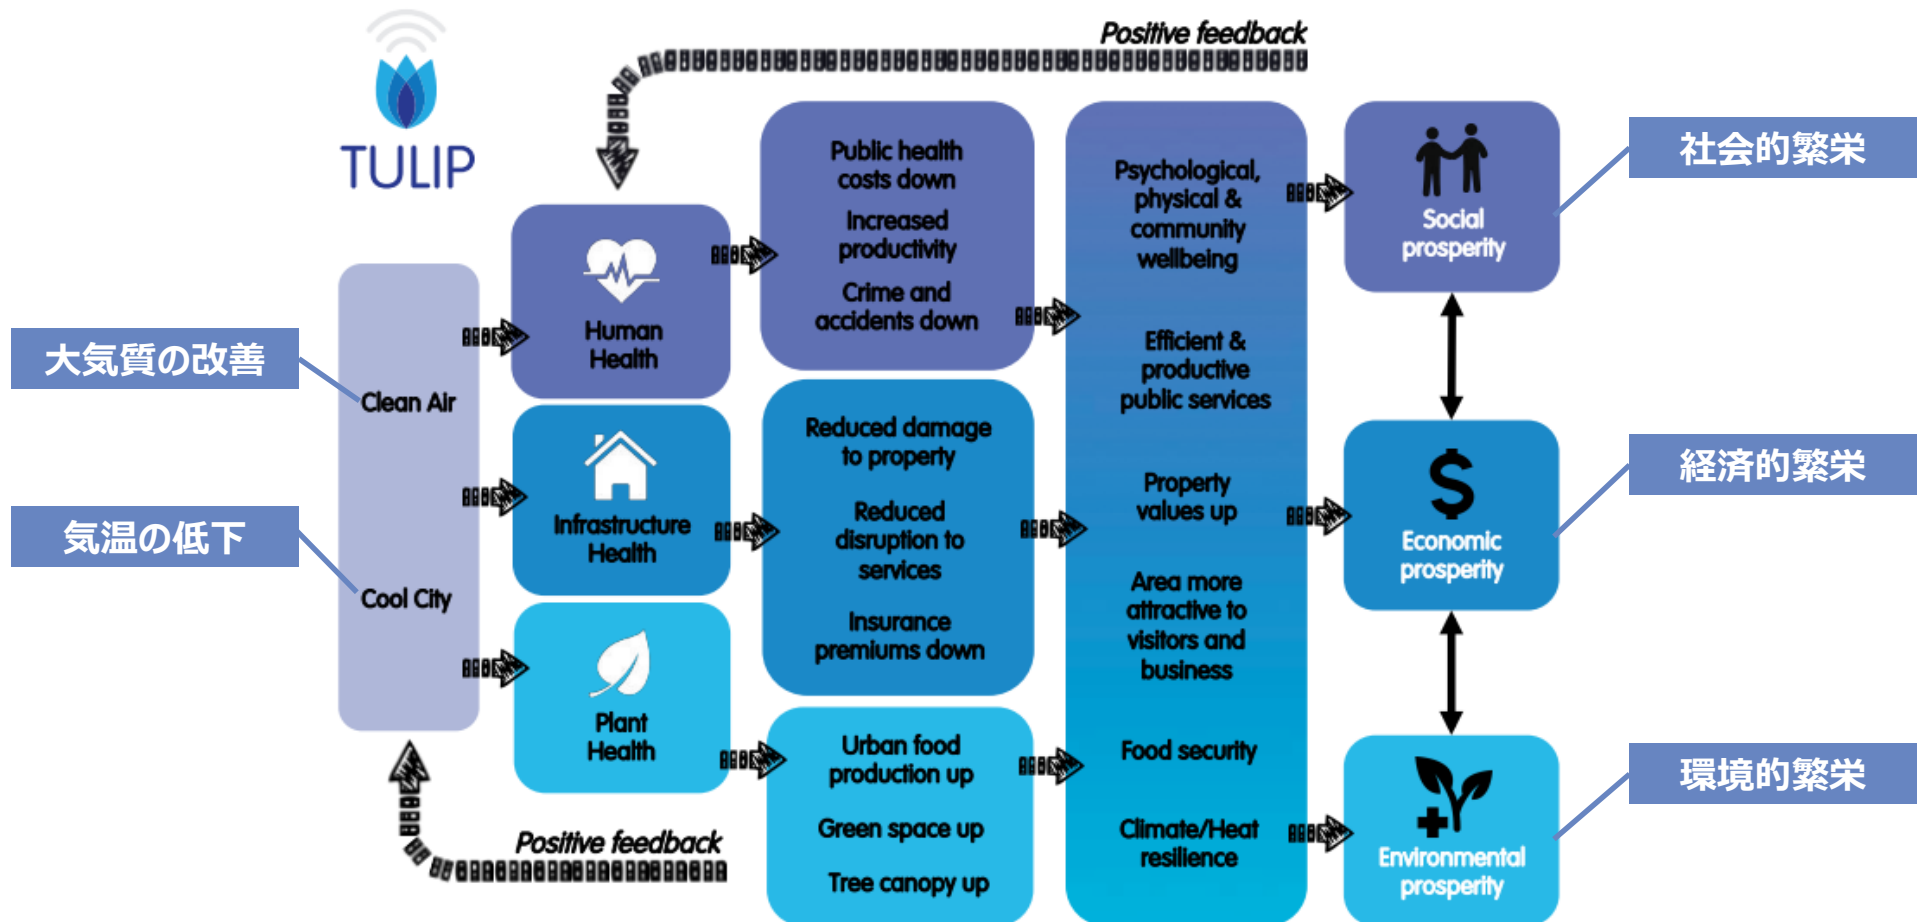 Positive feedback
TULIP
大気質の改善
気温の低下
Clean Air
Cool City
Human
Health
Infrastructure
Health
Plant
Health
Positive feedback
Public health
costs down
Increased
productivity
Crime and
accidents down
Reduced damage
to property
Reduced
disruption to
services
Insurance
premiums down
Urban food
production up
Green space up
Tree canopy up
Psychological,
physical &
community
wellbeing
Efficient &
productive
public services
Property
values up
Area more
attractive to
visitors and
business
Food security
Climate/Heat
resilience
Social
prosperity
$
Economic
prosperity
Environmental
prosperity
社会的繁栄
経済的繁栄
環境的繁栄